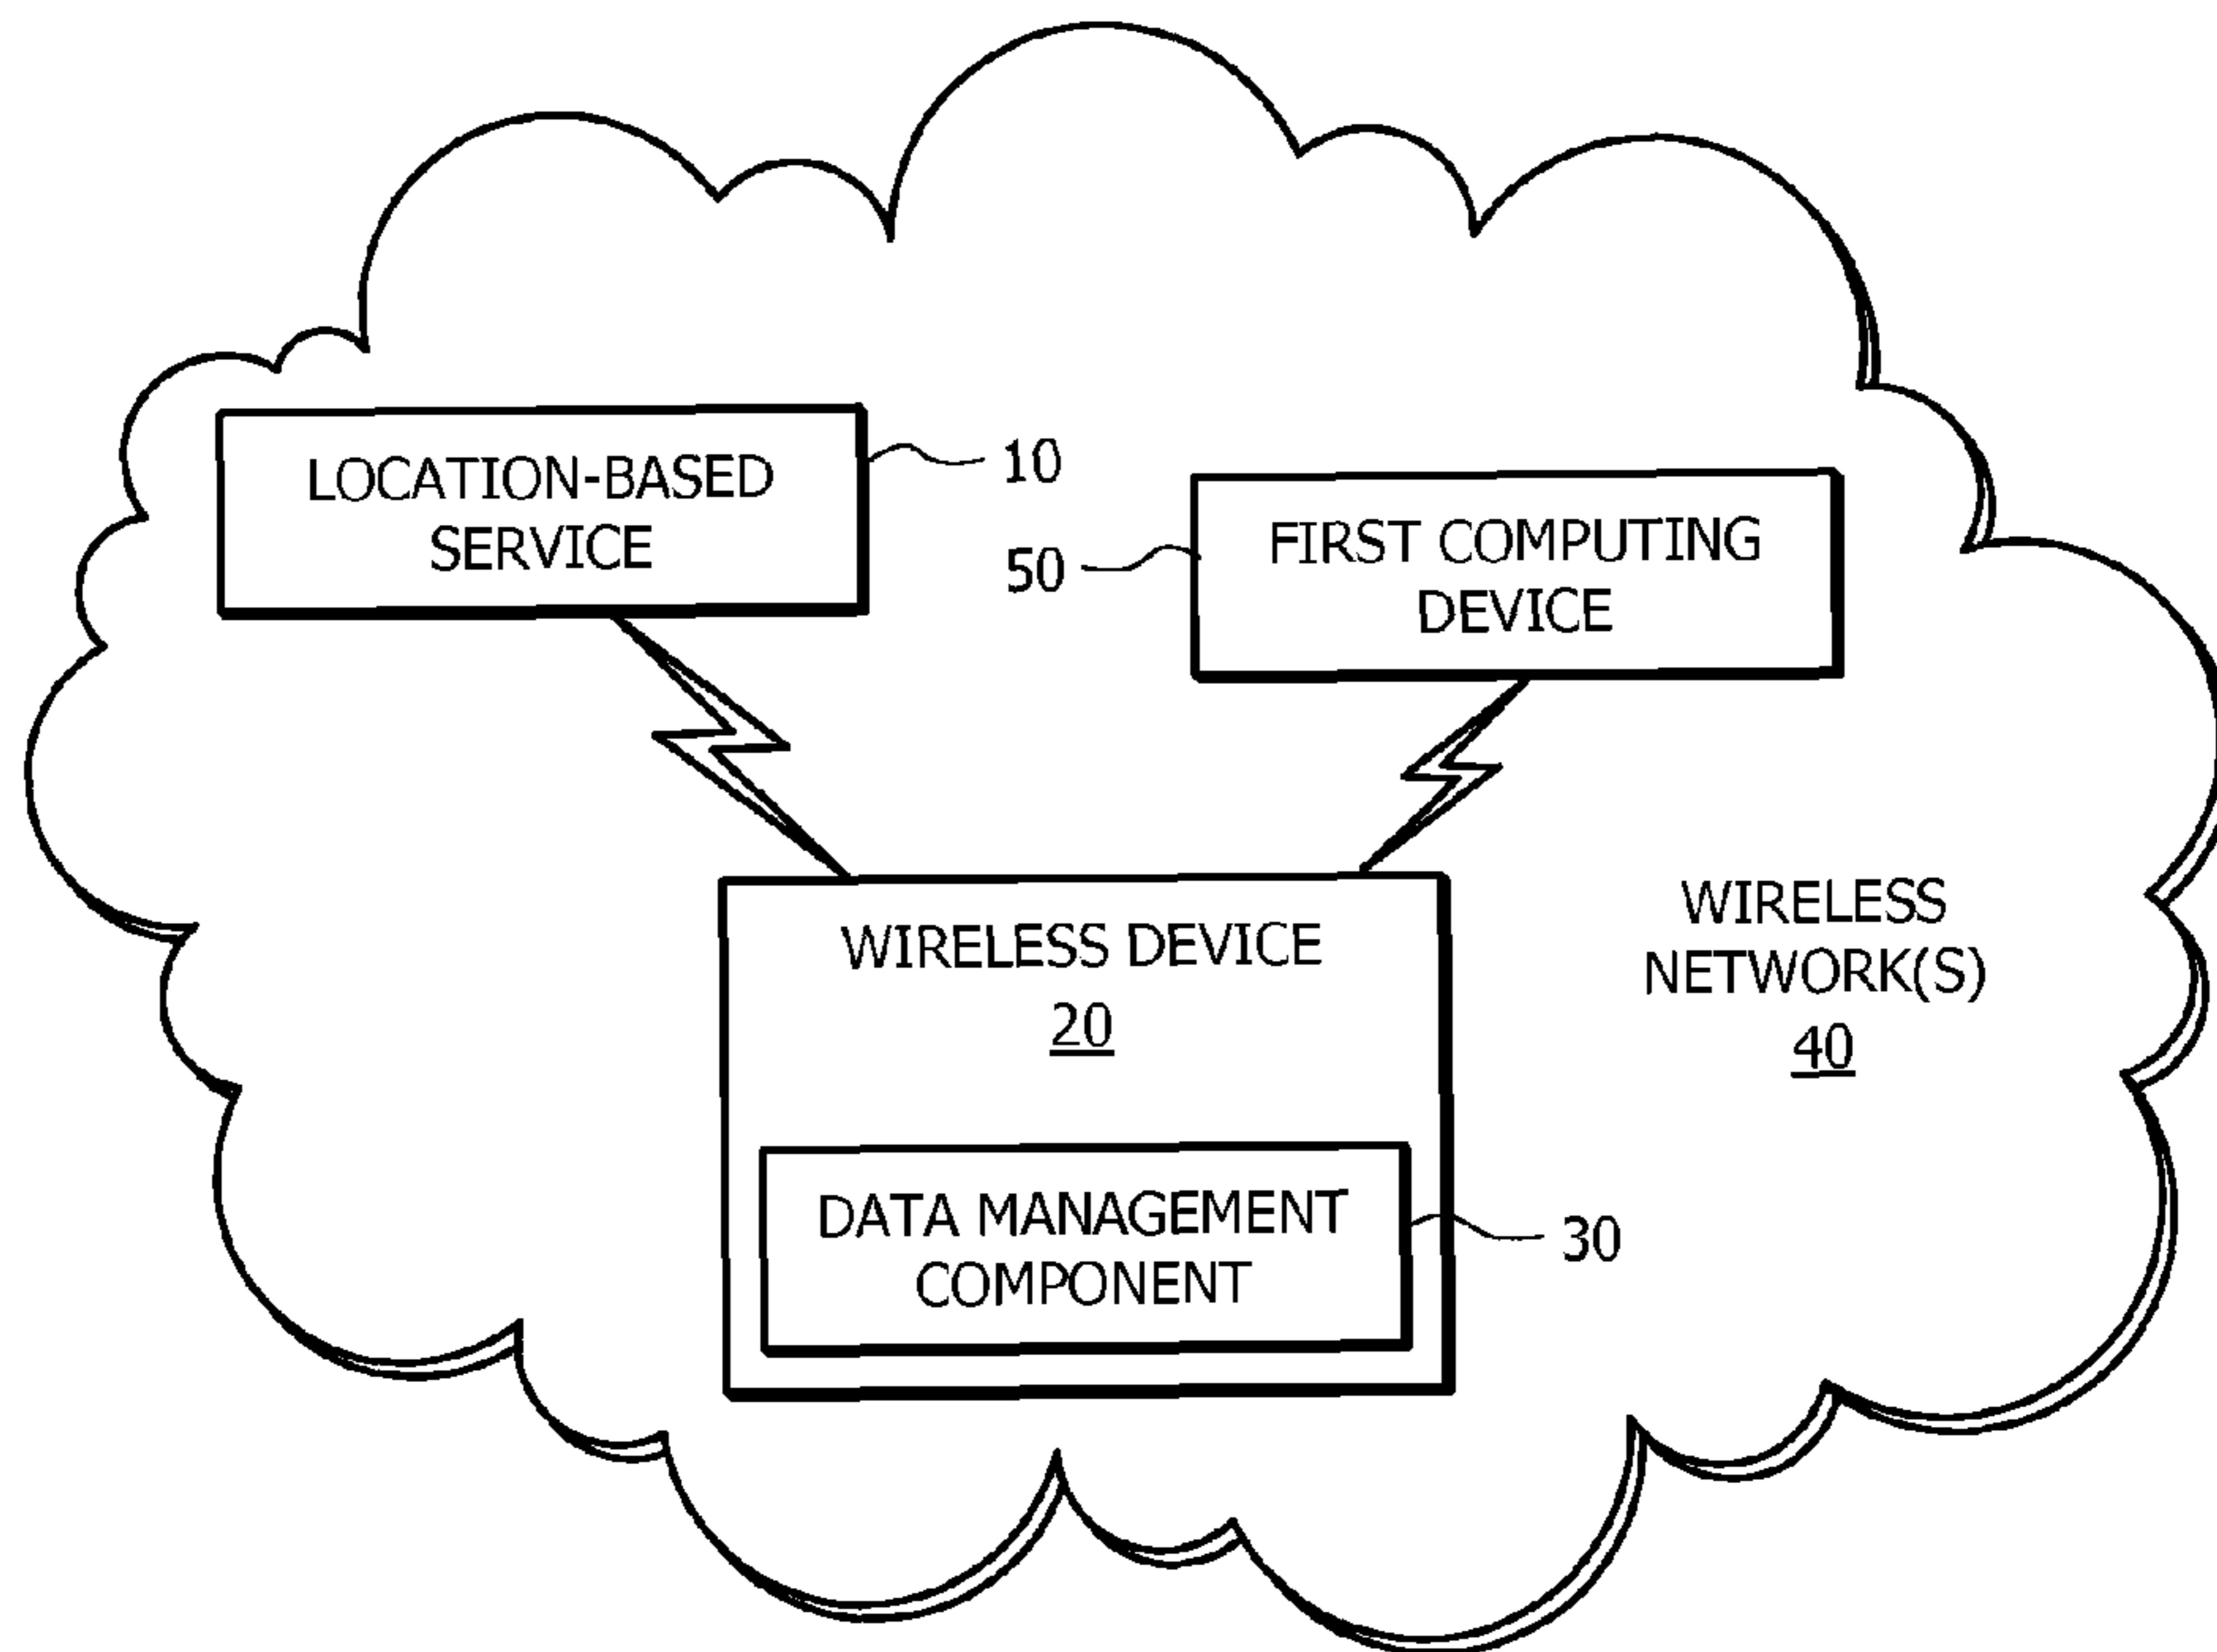 LOCATION-BASED
SERVICE
10
50
FIRST COMPUTING
DEVICE
WIRELESS DEVICE
20
WIRELESS
NETWORK(S)
40
DATA MANAGEMENT
COMPONENT
30